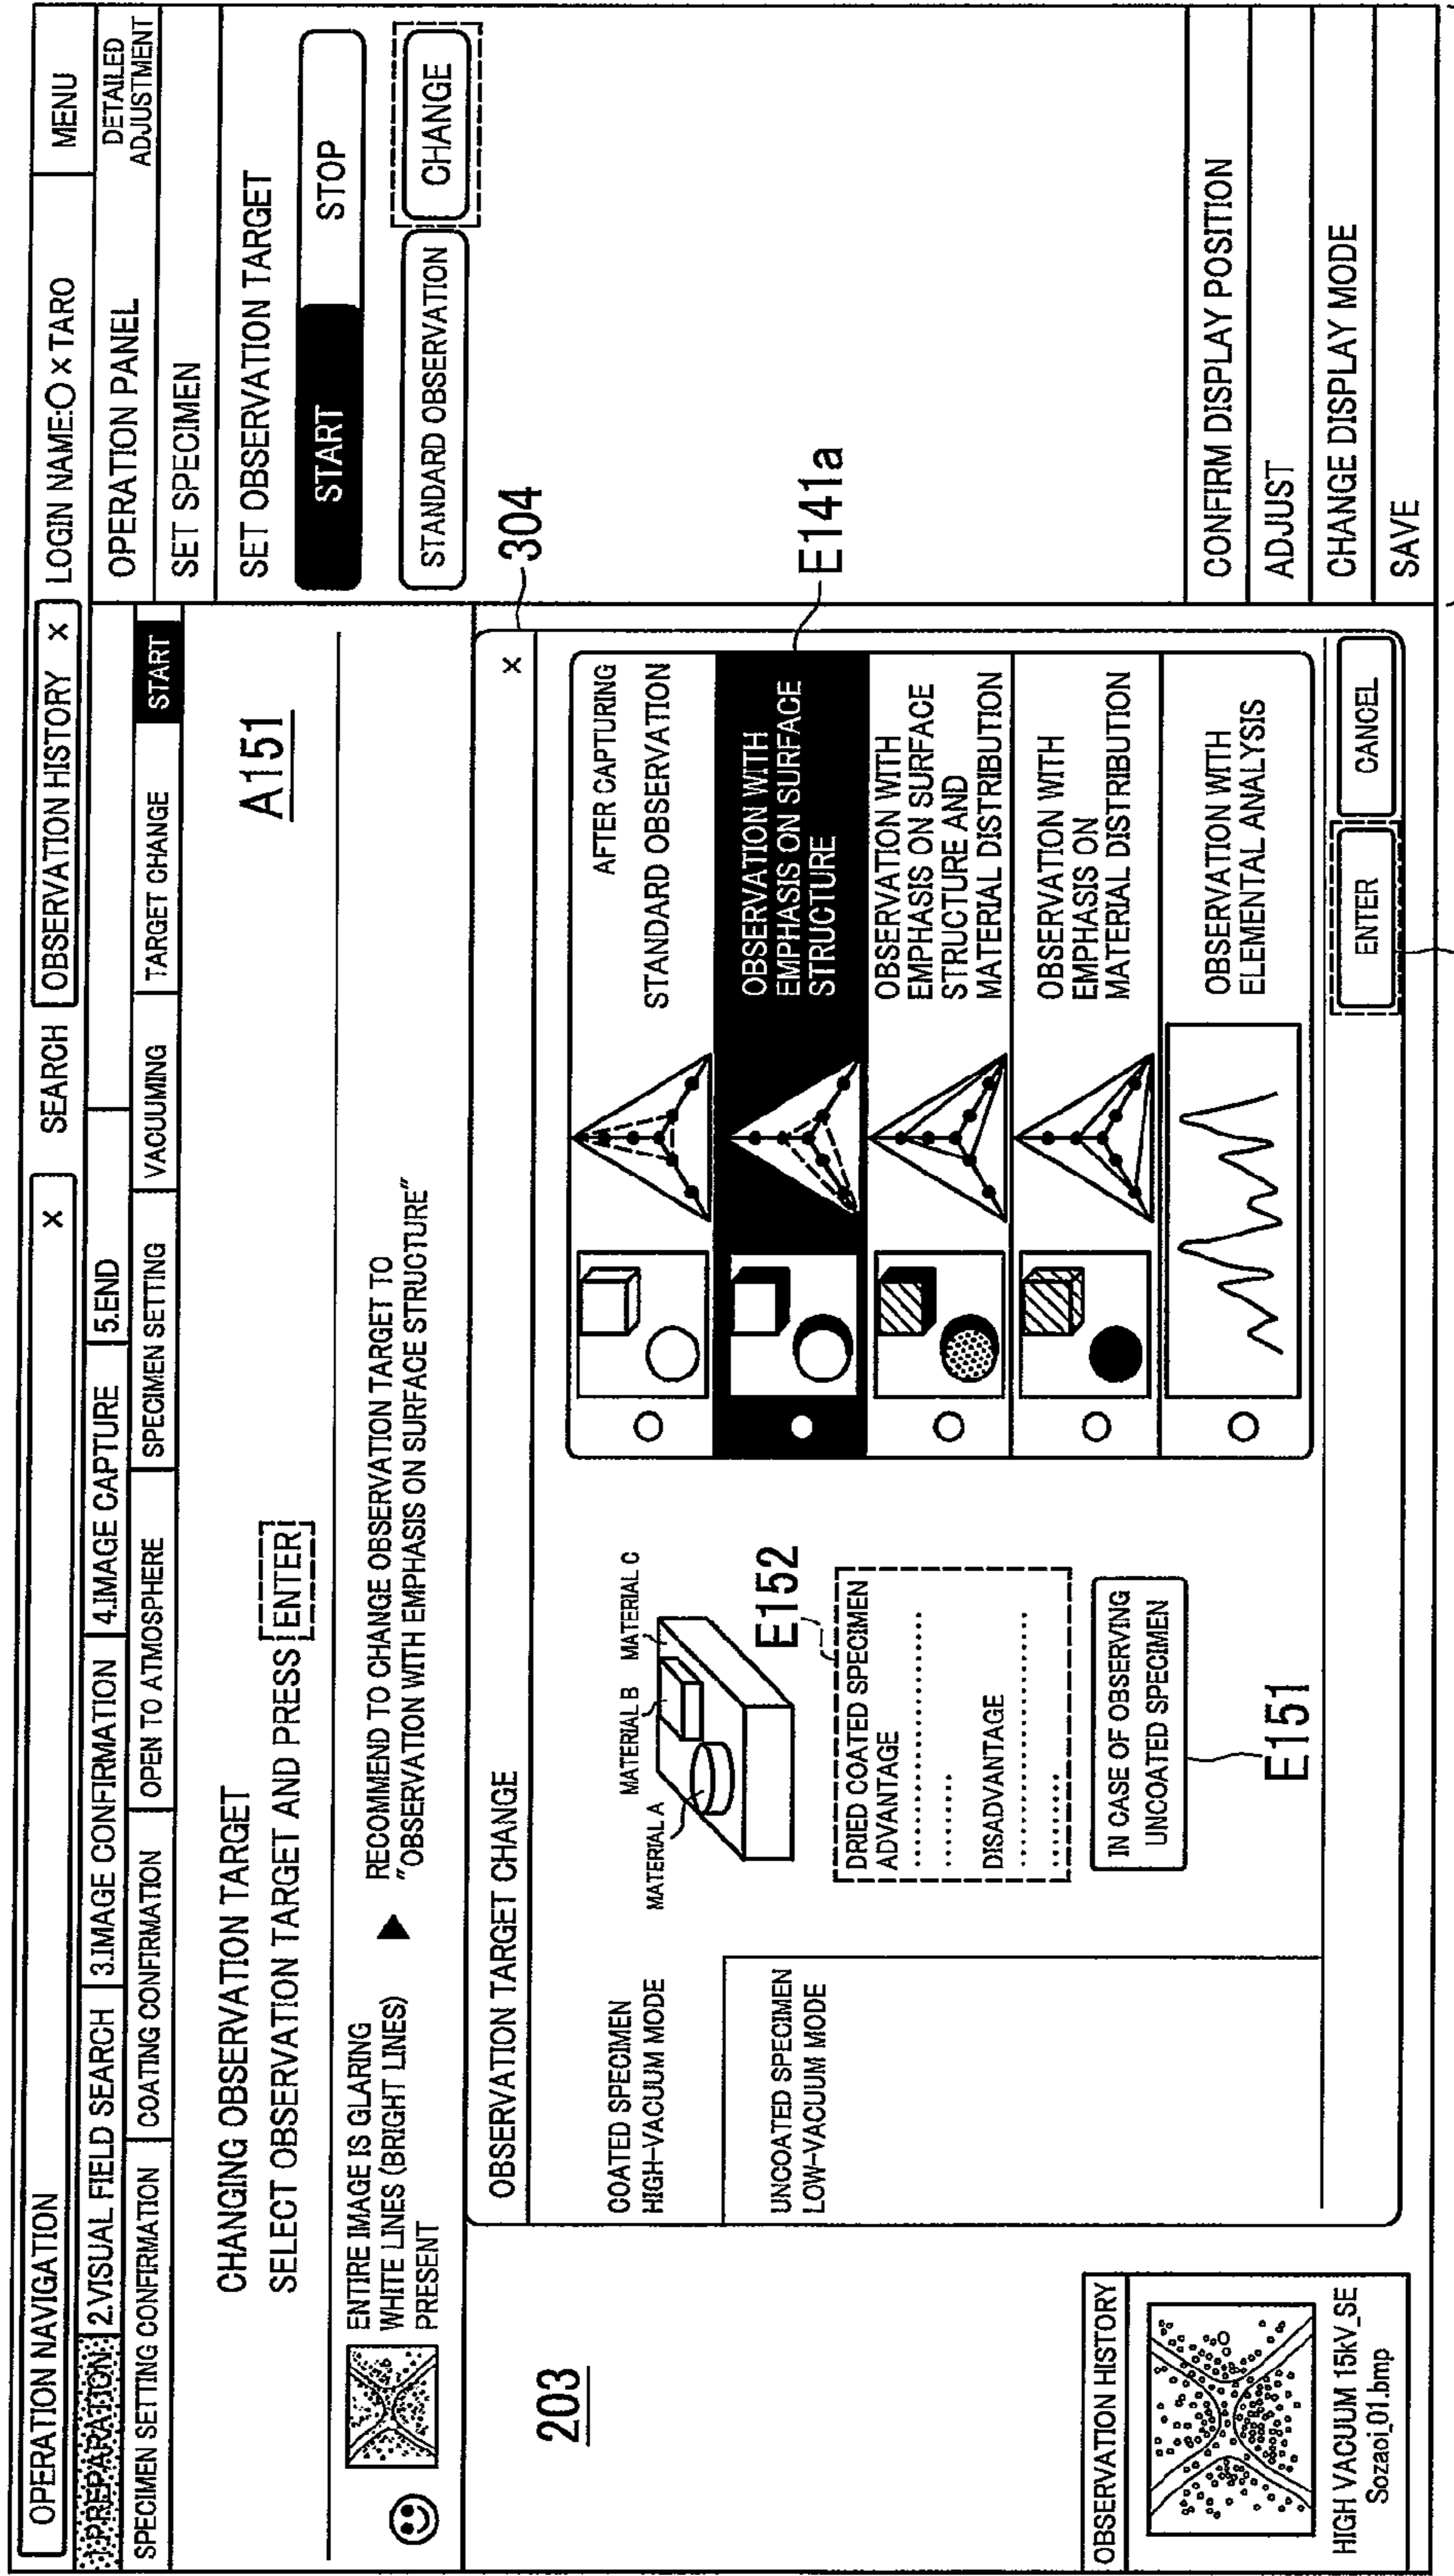 OPERATION NAVIGATION ×
SEARCH OBSERVATION HISTORY ×
LOGIN NAME:O×TARO
MENU
1.PREPARATION 2.VISUAL FIELD SEARCH 3.IMAGE CONFIRMATION 4.IMAGE CAPTURE 5.END
SPECIMEN SETTING CONFIRMATION COATING CONFIRMATION OPEN TO ATMOSPHERE SPECIMEN SETTING VACUUMING TARGET CHANGE START
CHANGING OBSERVATION TARGET
SELECT OBSERVATION TARGET AND PRESS ENTER
A151
ENTIRE IMAGE IS GLARING
WHITE LINES (BRIGHT LINES)
PRESENT
RECOMMEND TO CHANGE OBSERVATION TARGET TO
"OBSERVATION WITH EMPHASIS ON SURFACE STRUCTURE"
203
304
OBSERVATION TARGET CHANGE ×
COATED SPECIMEN
HIGH-VACUUM MODE
UNCOATED SPECIMEN
LOW-VACUUM MODE
MATERIAL A
MATERIAL B
MATERIAL C
E152
DRIED COATED SPECIMEN
ADVANTAGE
DISADVANTAGE
IN CASE OF OBSERVING
UNCOATED SPECIMEN
E151
AFTER CAPTURING
STANDARD OBSERVATION
OBSERVATION WITH
EMPHASIS ON SURFACE
STRUCTURE
E141a
OBSERVATION WITH
EMPHASIS ON SURFACE
STRUCTURE AND
MATERIAL DISTRIBUTION
OBSERVATION WITH
EMPHASIS ON
MATERIAL DISTRIBUTION
OBSERVATION WITH
ELEMENTAL ANALYSIS
ENTER
CANCEL
OBSERVATION HISTORY
HIGH VACUUM 15kV_SE
Sozaoi_01.bmp
OPERATION PANEL
DETAILED
ADJUSTMENT
SET SPECIMEN
SET OBSERVATION TARGET
START STOP
STANDARD OBSERVATION CHANGE
CONFIRM DISPLAY POSITION
ADJUST
CHANGE DISPLAY MODE
SAVE